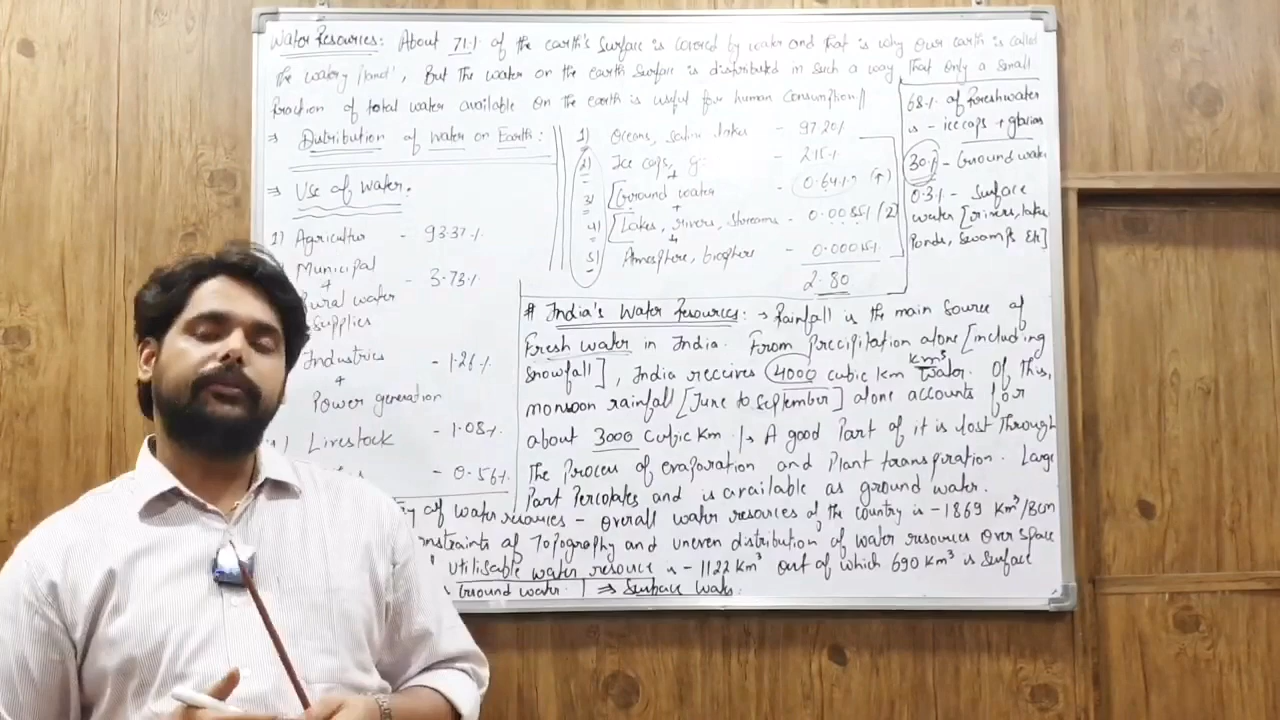 Water Resources: About 71% of the earth's surface is covered by water and that is why our earth is called
the watery planet', But the water on the earth surface is distributed in such a way that only a small
fraction of total water available on the earth is useful for human consumption //
⇒ Distribution of water on Earth:
1) Oceans, saline lakes - 97.20%
2) Ice caps, g - 2.15%
+
3) [Ground water - 0.64%
+
4) [Lakes, rivers, streams - 0.0085%
+
5) Atmosphere, biosphere - 0.0005%
2.80
68% of freshwater
is - ice caps + glaciers
30% - Ground water
0.3% - surface
water [rivers, lakes
Ponds, Swamps Etc]
⇒ Use of water:
1) Agricultur - 93.37%
Municipal
+
Rural water - 3.73%
Supplies
Industries - 1.26%
+
Power generation
Livestock - 1.08%
- 0.56%
# India's Water Resources: → Rainfall is the main source of
Fresh water in India. From Precipitation alone [including
snowfall], India receives 4000 cubic km water. Of this,
km³
monsoon rainfall [June to September] alone accounts for
about 3000 cubic km. A good Part of it is lost Through
The Process of evaporation and Plant transpiration. Large
Part Percolates and is available as ground water.
of water resources - overall water resources of the country is - 1869 km³/BCM
constraints of Topography and uneven distribution of water resources over space
utilisable water resource is - 1122 km³ out of which 690 km³ is surface
Ground water ⇒ Surface water.